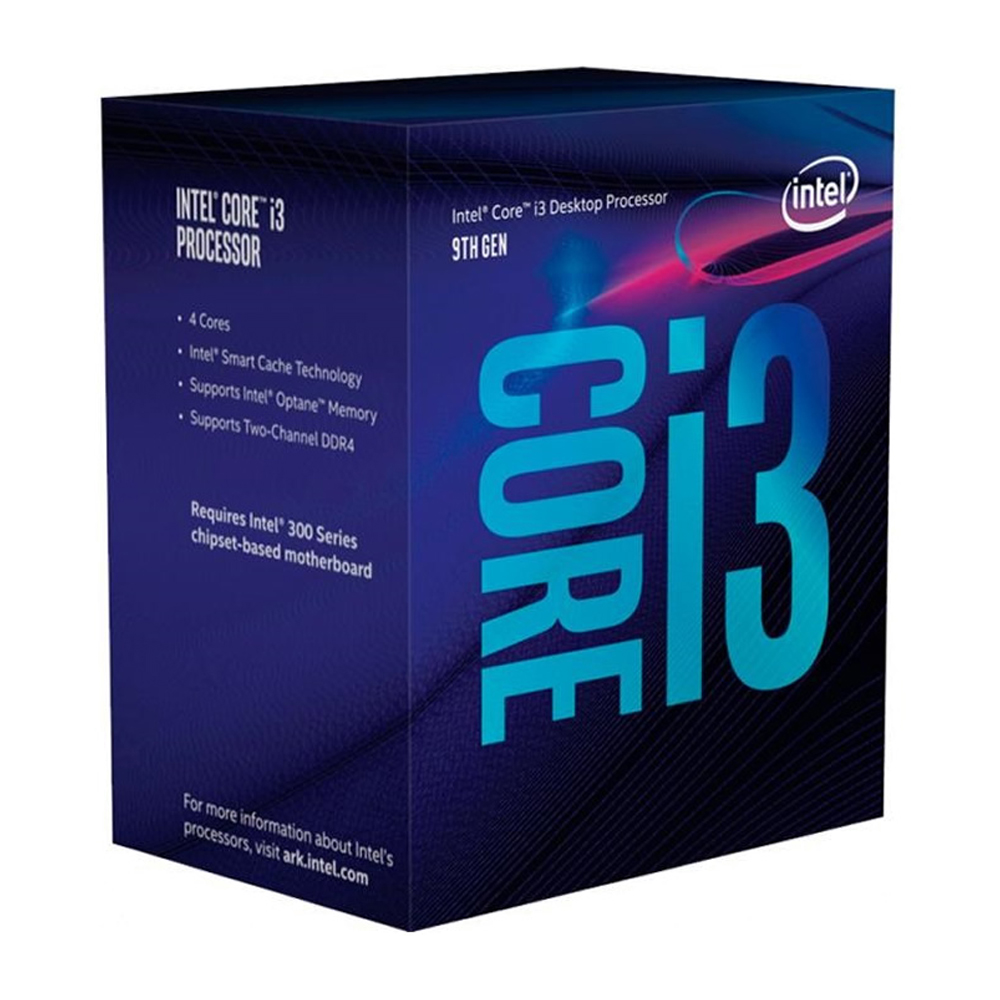 INTEL® CORE™ i3
PROCESSOR
• 4 Cores
• Intel® Smart Cache Technology
• Supports Intel® Optane™ Memory
• Supports Two-Channel DDR4
Requires Intel® 300 Series
chipset-based motherboard
For more information about Intel's
processors, visit ark.intel.com
Intel® Core™ i3 Desktop Processor
9TH GEN
intel
CORE
i3